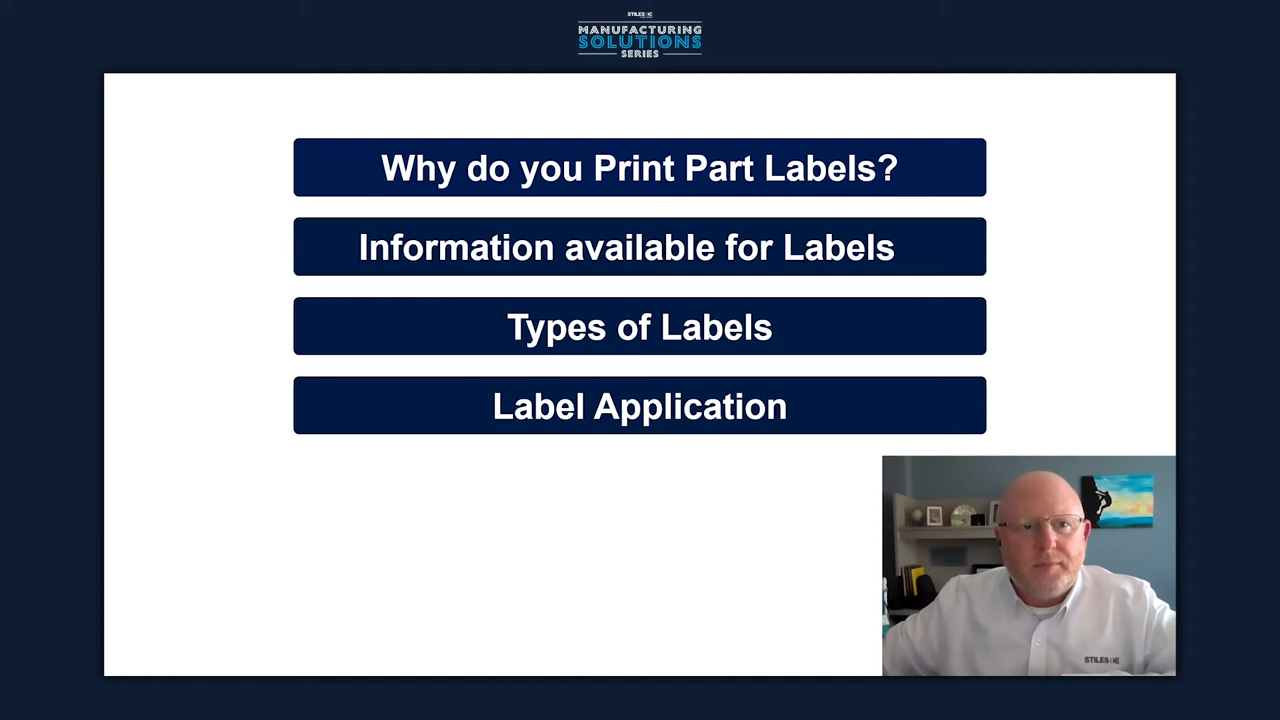 STILES
MANUFACTURING
SOLUTIONS
SERIES
Why do you Print Part Labels?
Information available for Labels
Types of Labels
Label Application
STILES